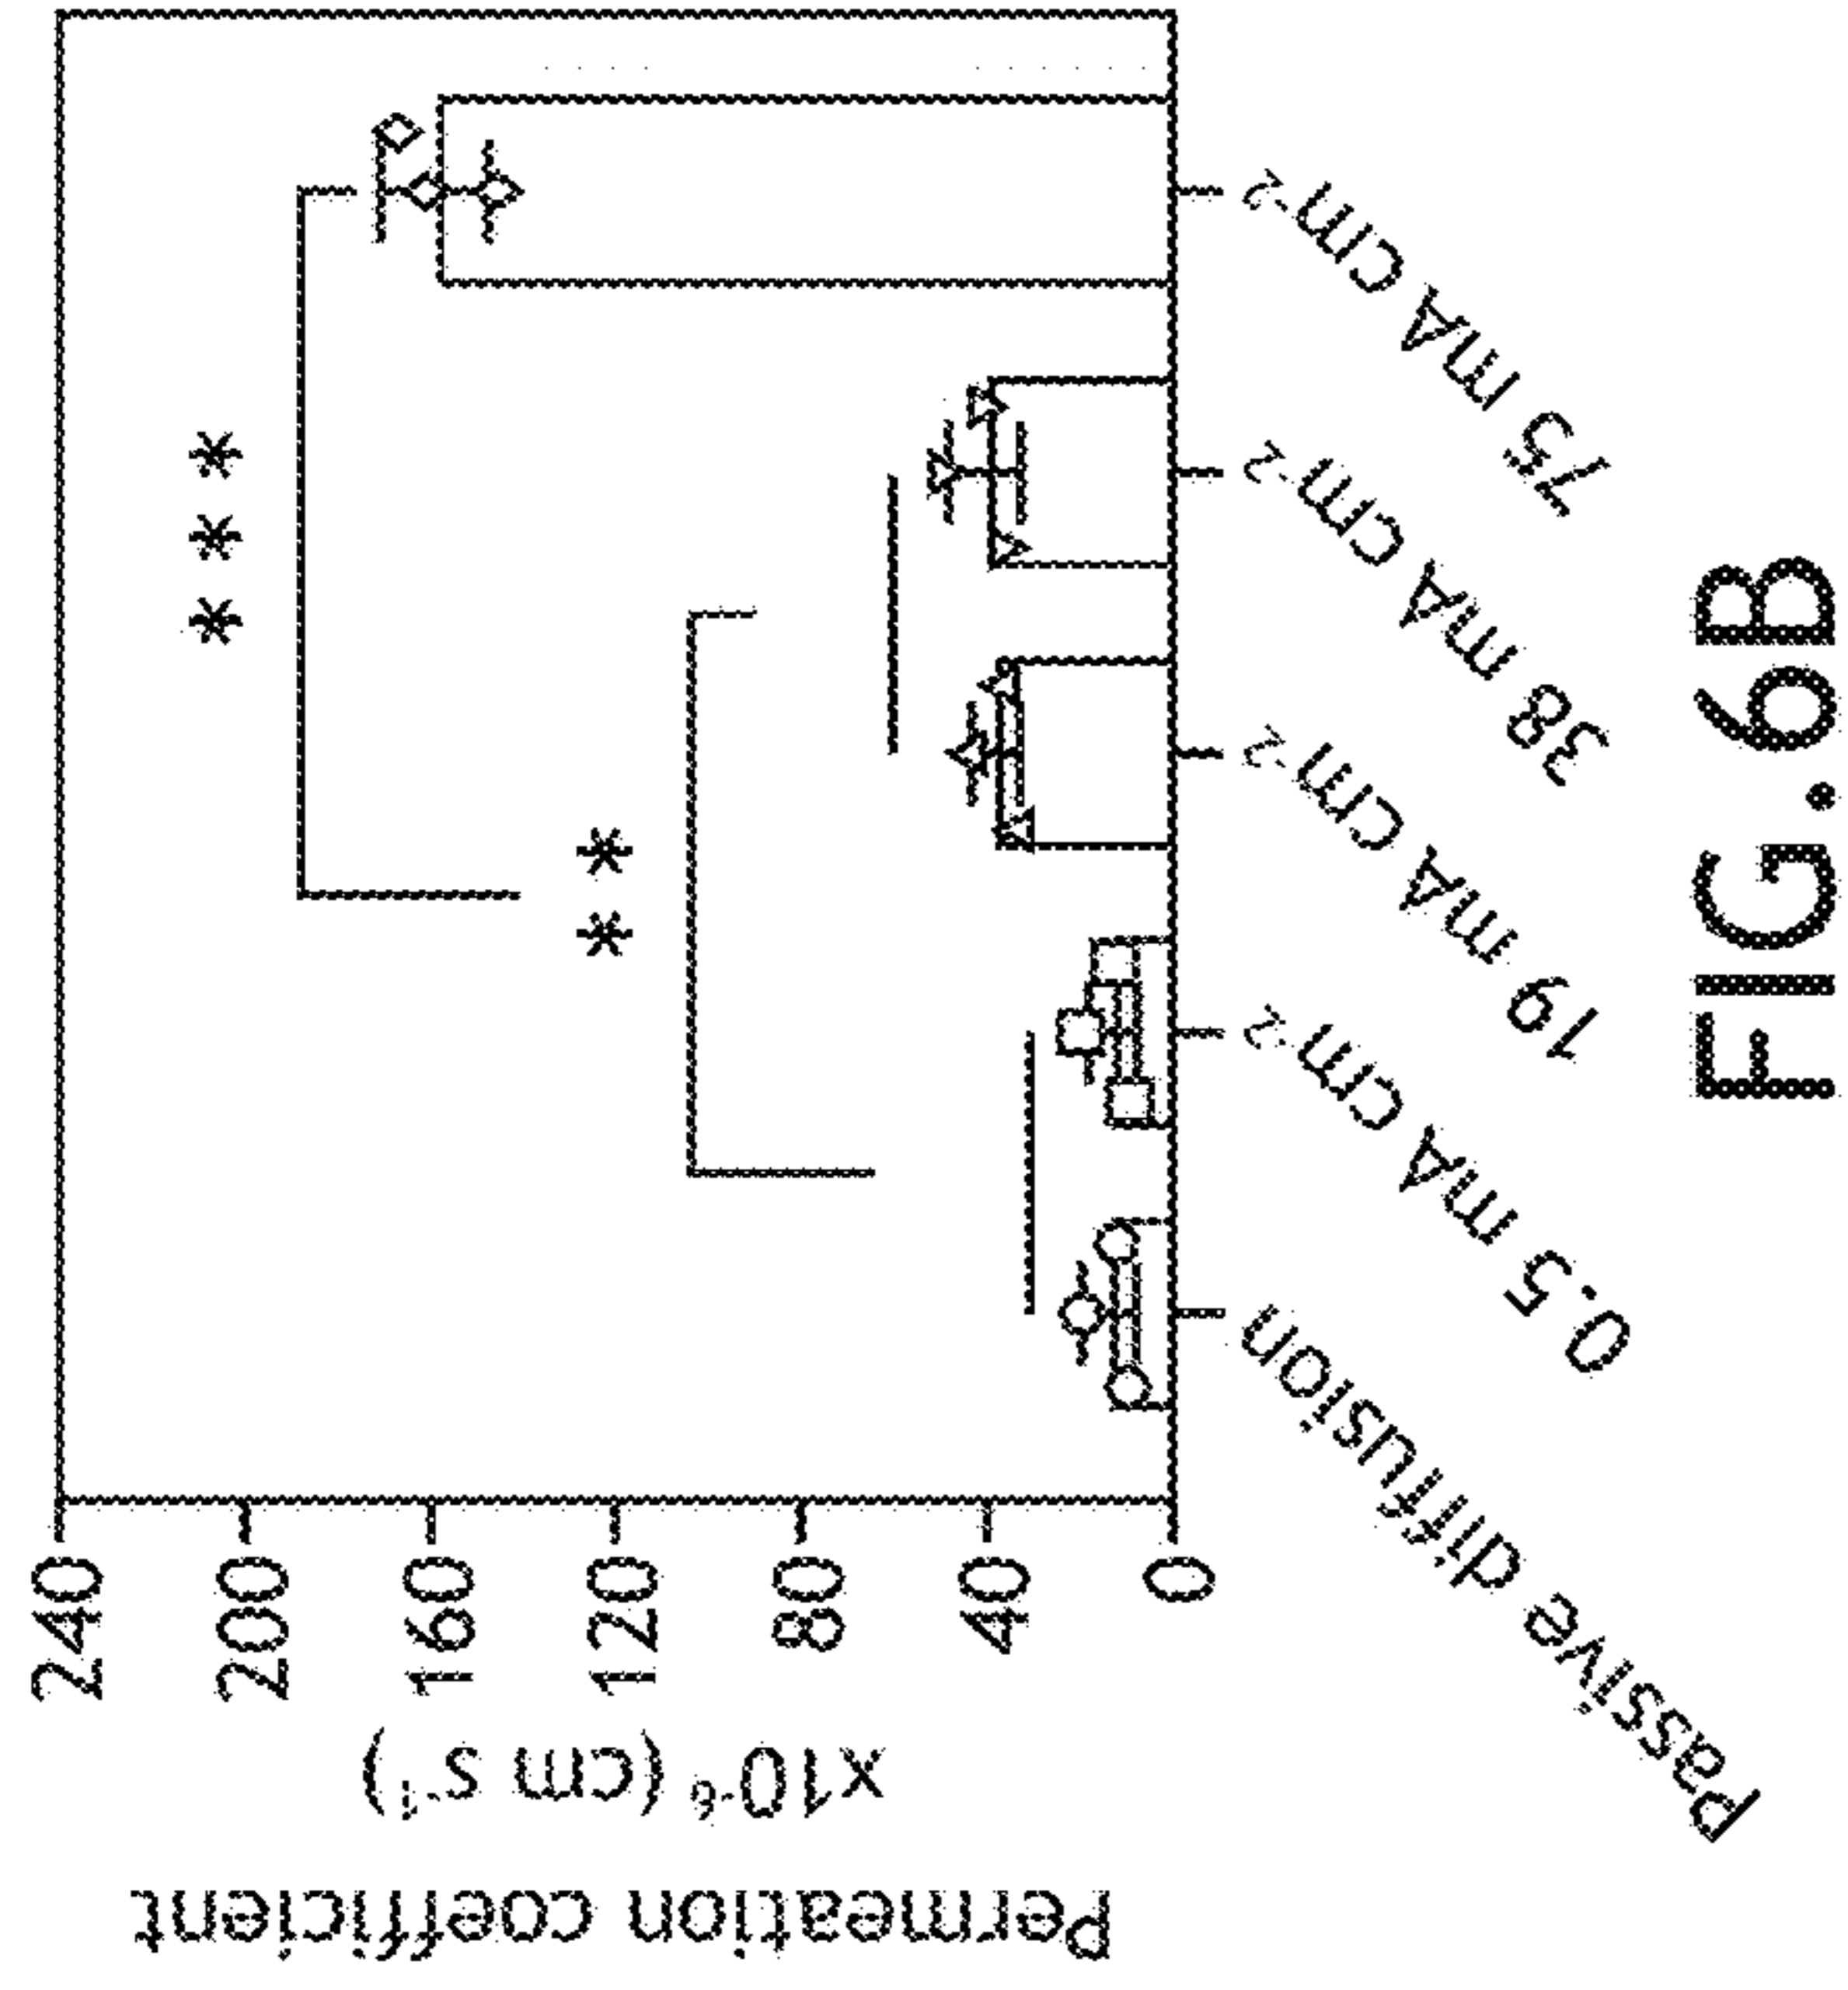 Permeation coefficient
x10⁻⁶ (cm s⁻¹)
240
200
160
120
80
40
0
* * *
* *
Passive diffusion
0.5 mA cm⁻²
19 mA cm⁻²
38 mA cm⁻²
75 mA cm⁻²
FIG. 6B